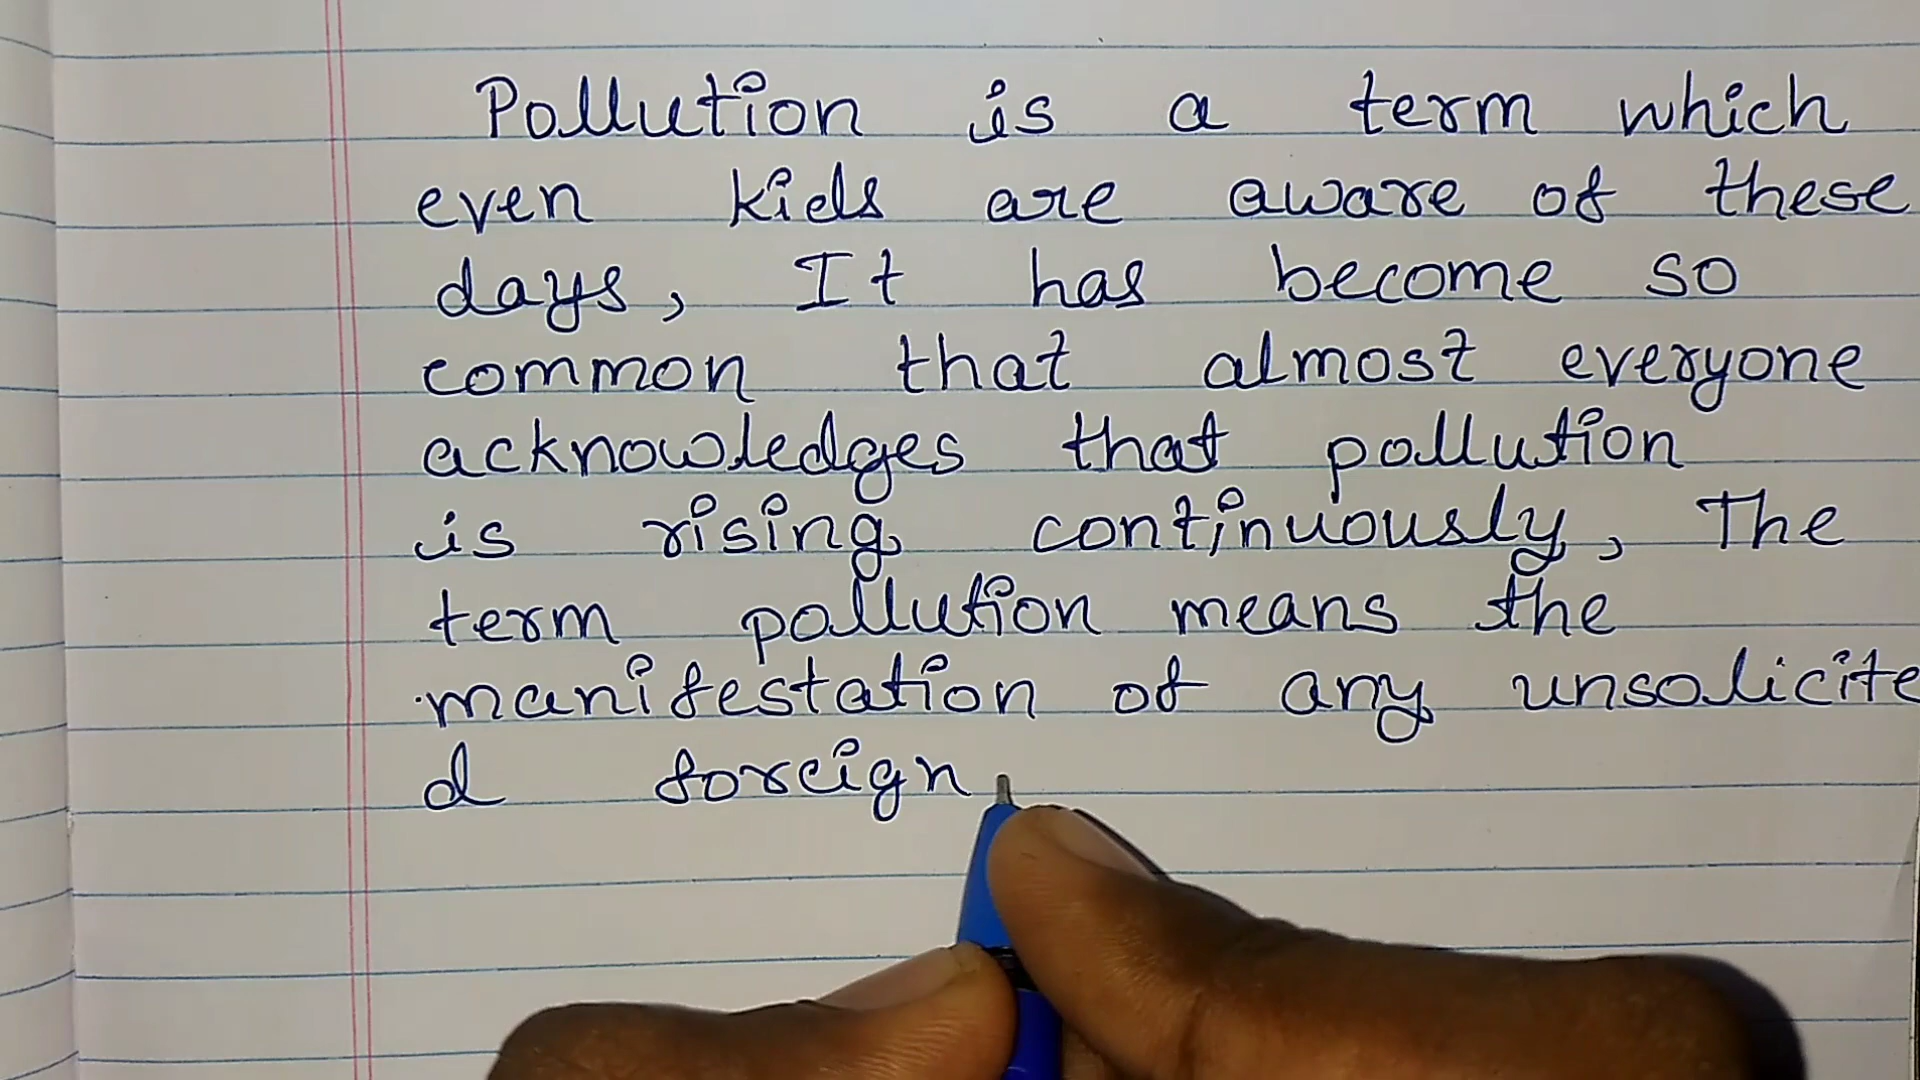 Pollution is a term which
even kids are aware of these
days, It has become so
common that almost everyone
acknowledges that pollution
is rising continuously, The
term pollution means the
manifestation of any unsolicite
d foreign